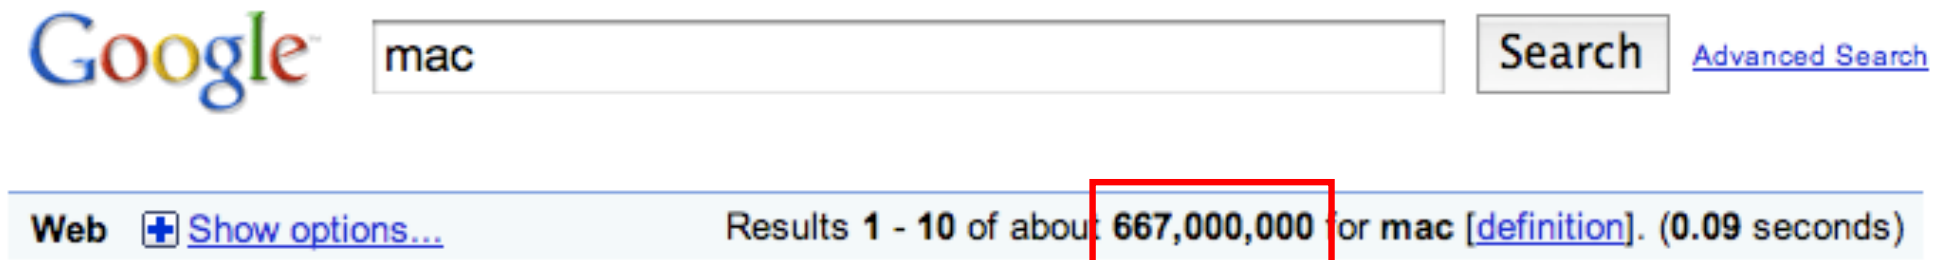 Google™ mac Search Advanced Search
Web Show options... Results 1 - 10 of about 667,000,000 for mac [definition]. (0.09 seconds)